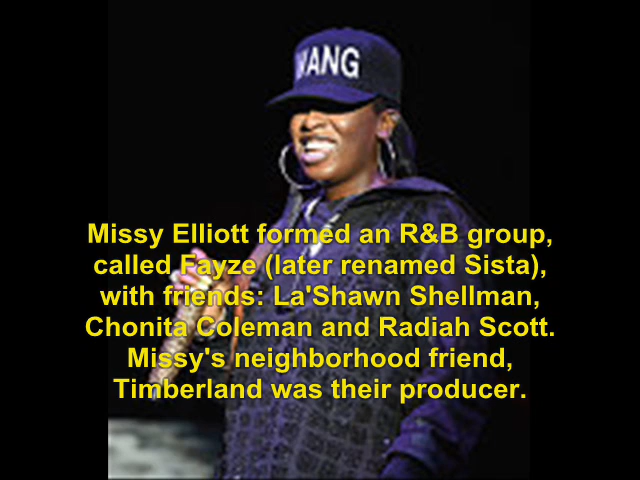 WANG
Missy Elliott formed an R&B group,
called Fayze (later renamed Sista),
with friends: La'Shawn Shellman,
Chonita Coleman and Radiah Scott.
Missy's neighborhood friend,
Timberland was their producer.